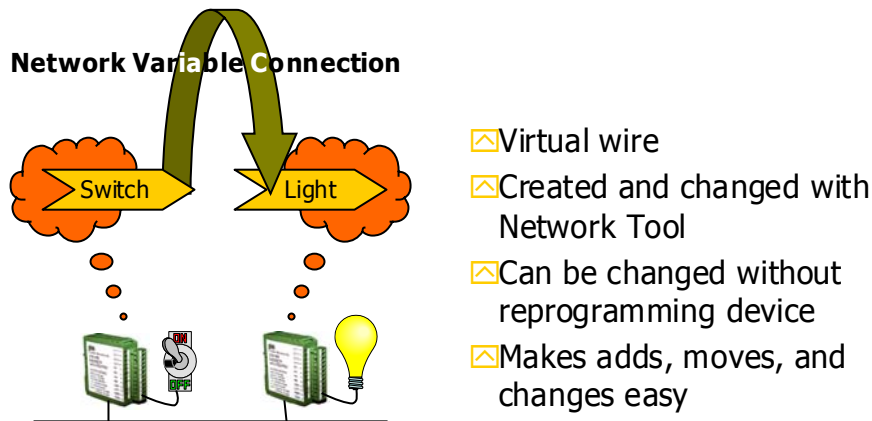 Network Variable Connection
Switch
Light
ON
OFF
Virtual wire
Created and changed with
Network Tool
Can be changed without
reprogramming device
Makes adds, moves, and
changes easy